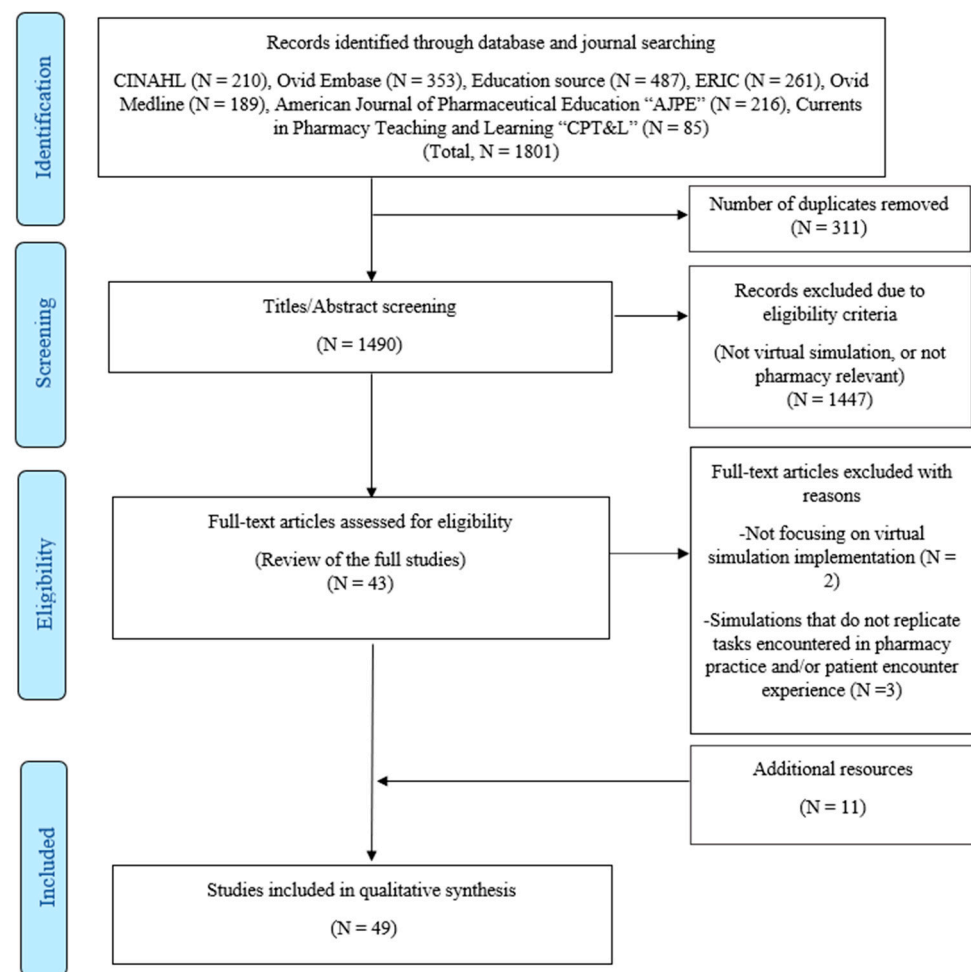 Identification
Records identified through database and journal searching
CINAHL (N = 210), Ovid Embase (N = 353), Education source (N = 487), ERIC (N = 261), Ovid
Medline (N = 189), American Journal of Pharmaceutical Education “AJPE” (N = 216), Currents
in Pharmacy Teaching and Learning “CPT&L” (N = 85)
(Total, N = 1801)
Number of duplicates removed
(N = 311)
Screening
Titles/Abstract screening
(N = 1490)
Records excluded due to
eligibility criteria
(Not virtual simulation, or not
pharmacy relevant)
(N = 1447)
Eligibility
Full-text articles assessed for eligibility
(Review of the full studies)
(N = 43)
Full-text articles excluded with
reasons
-Not focusing on virtual
simulation implementation (N =
2)
-Simulations that do not replicate
tasks encountered in pharmacy
practice and/or patient encounter
experience (N =3)
Additional resources
(N = 11)
Included
Studies included in qualitative synthesis
(N = 49)